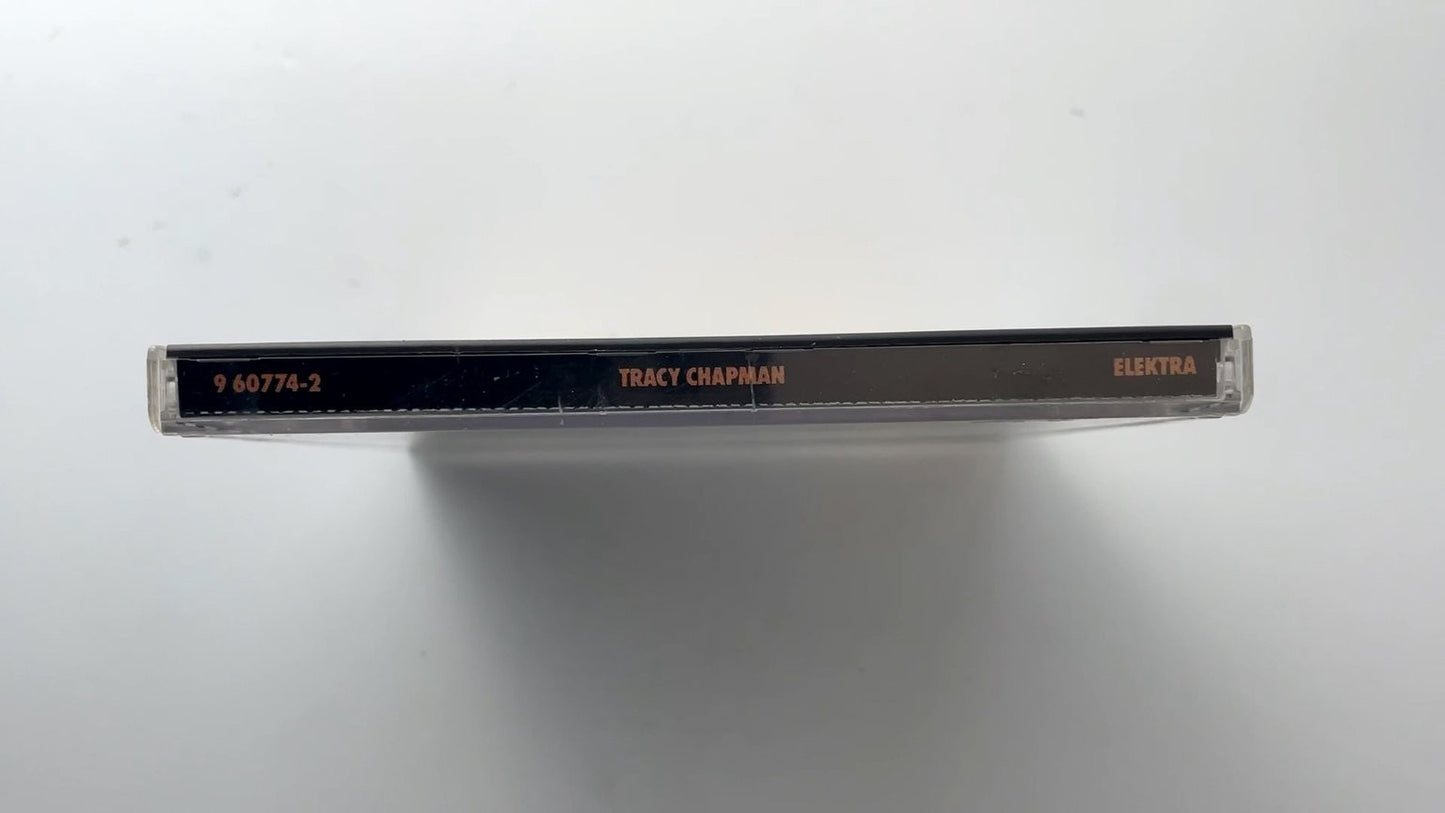 9 60774-2 TRACY CHAPMAN ELEKTRA